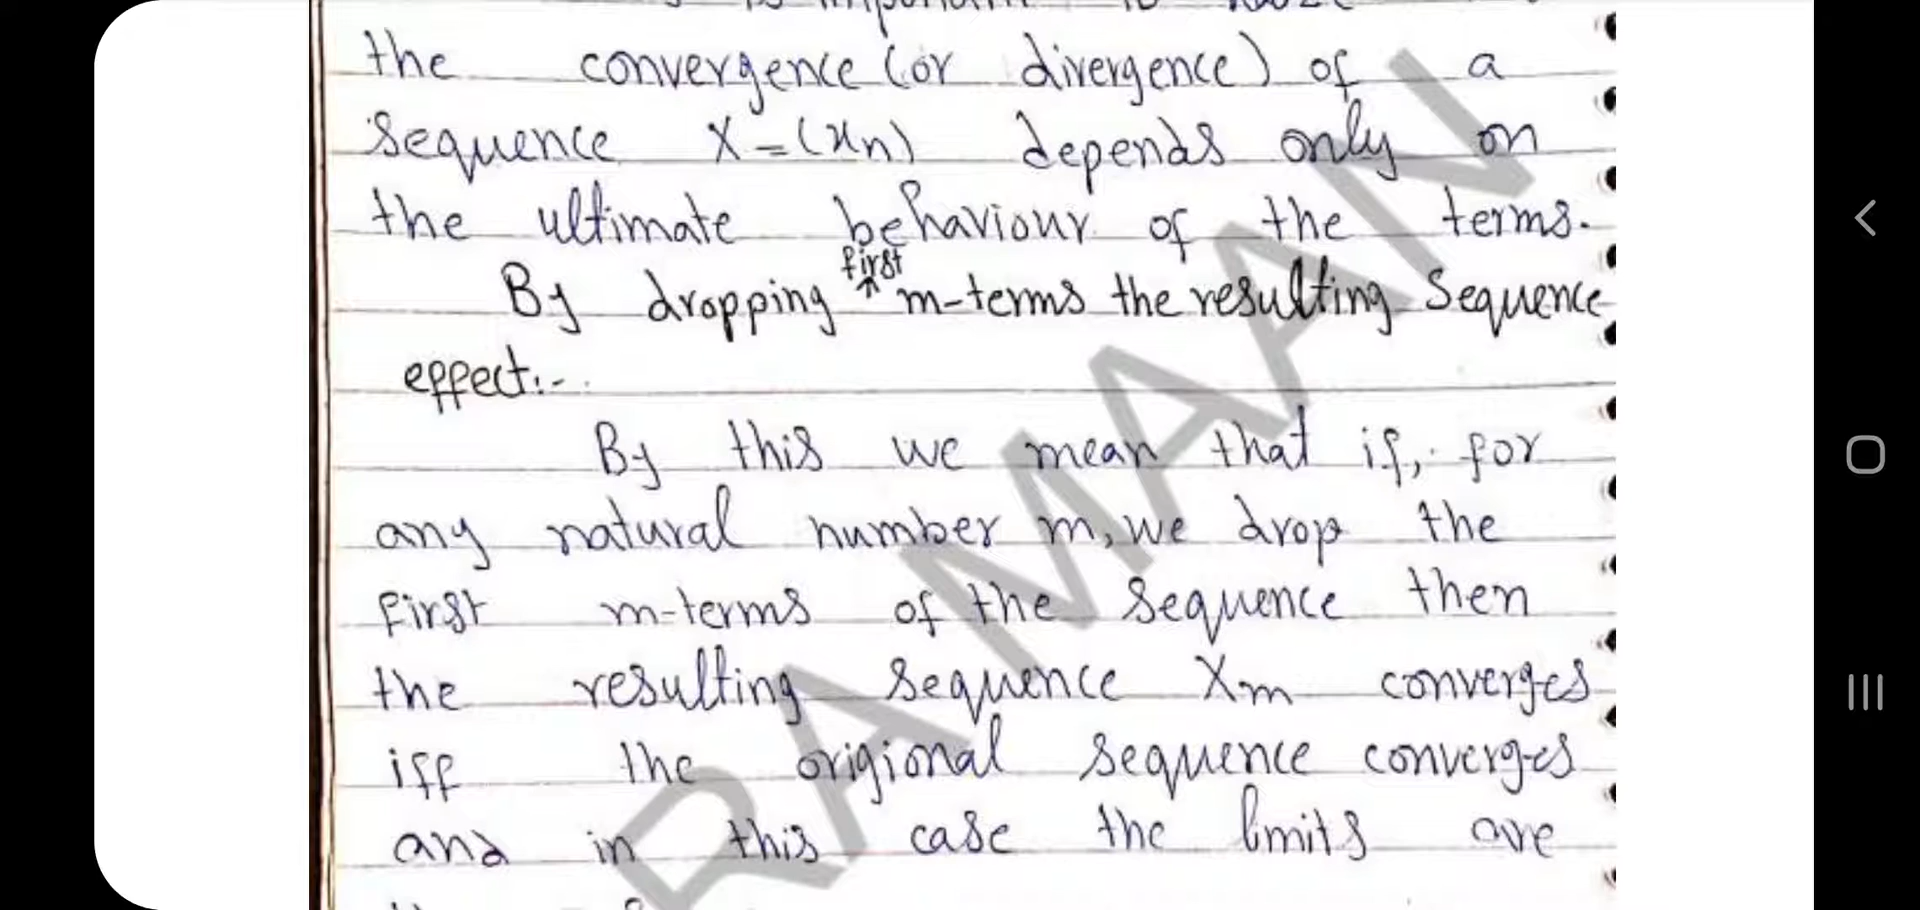 the convergence (or divergence) of a
sequence X = (xn) depends only on
the ultimate behaviour of the terms.
first
By dropping ^ m-terms the resulting Sequence
effect:-
By this we mean that if, for
any natural number m, we drop the
first m-terms of the sequence then
the resulting sequence Xm converges
iff the origional sequence converges
and in this case the limits are
RAMAAN